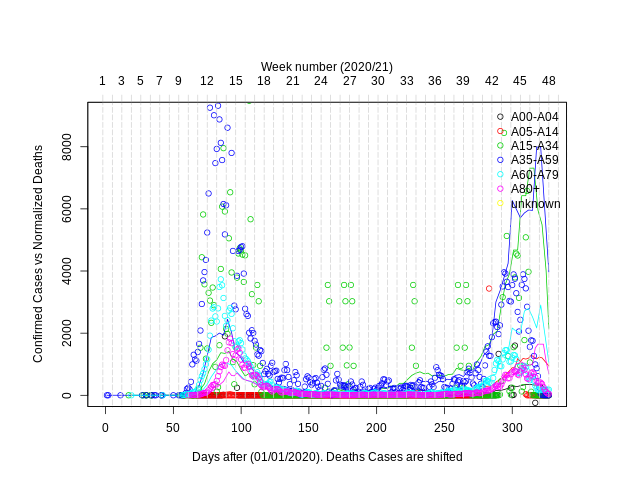 Week number (2020/21)
1 3 5 7 9 12 15 18 21 24 27 30 33 36 39 42 45 48
Confirmed Cases vs Normalized Deaths
8000
6000
4000
2000
0
A00-A04
A05-A14
A15-A34
A35-A59
A60-A79
A80+
unknown
0 50 100 150 200 250 300
Days after (01/01/2020). Deaths Cases are shifted